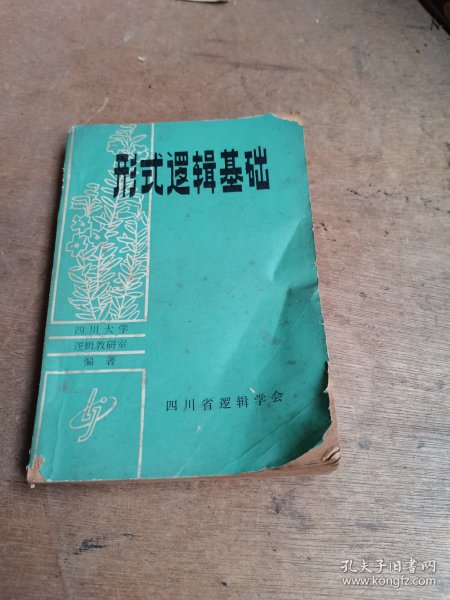 形式逻辑基础
四川大学
逻辑教研室
编著
四川省逻辑学会
孔夫子旧书网
www.kongfz.com